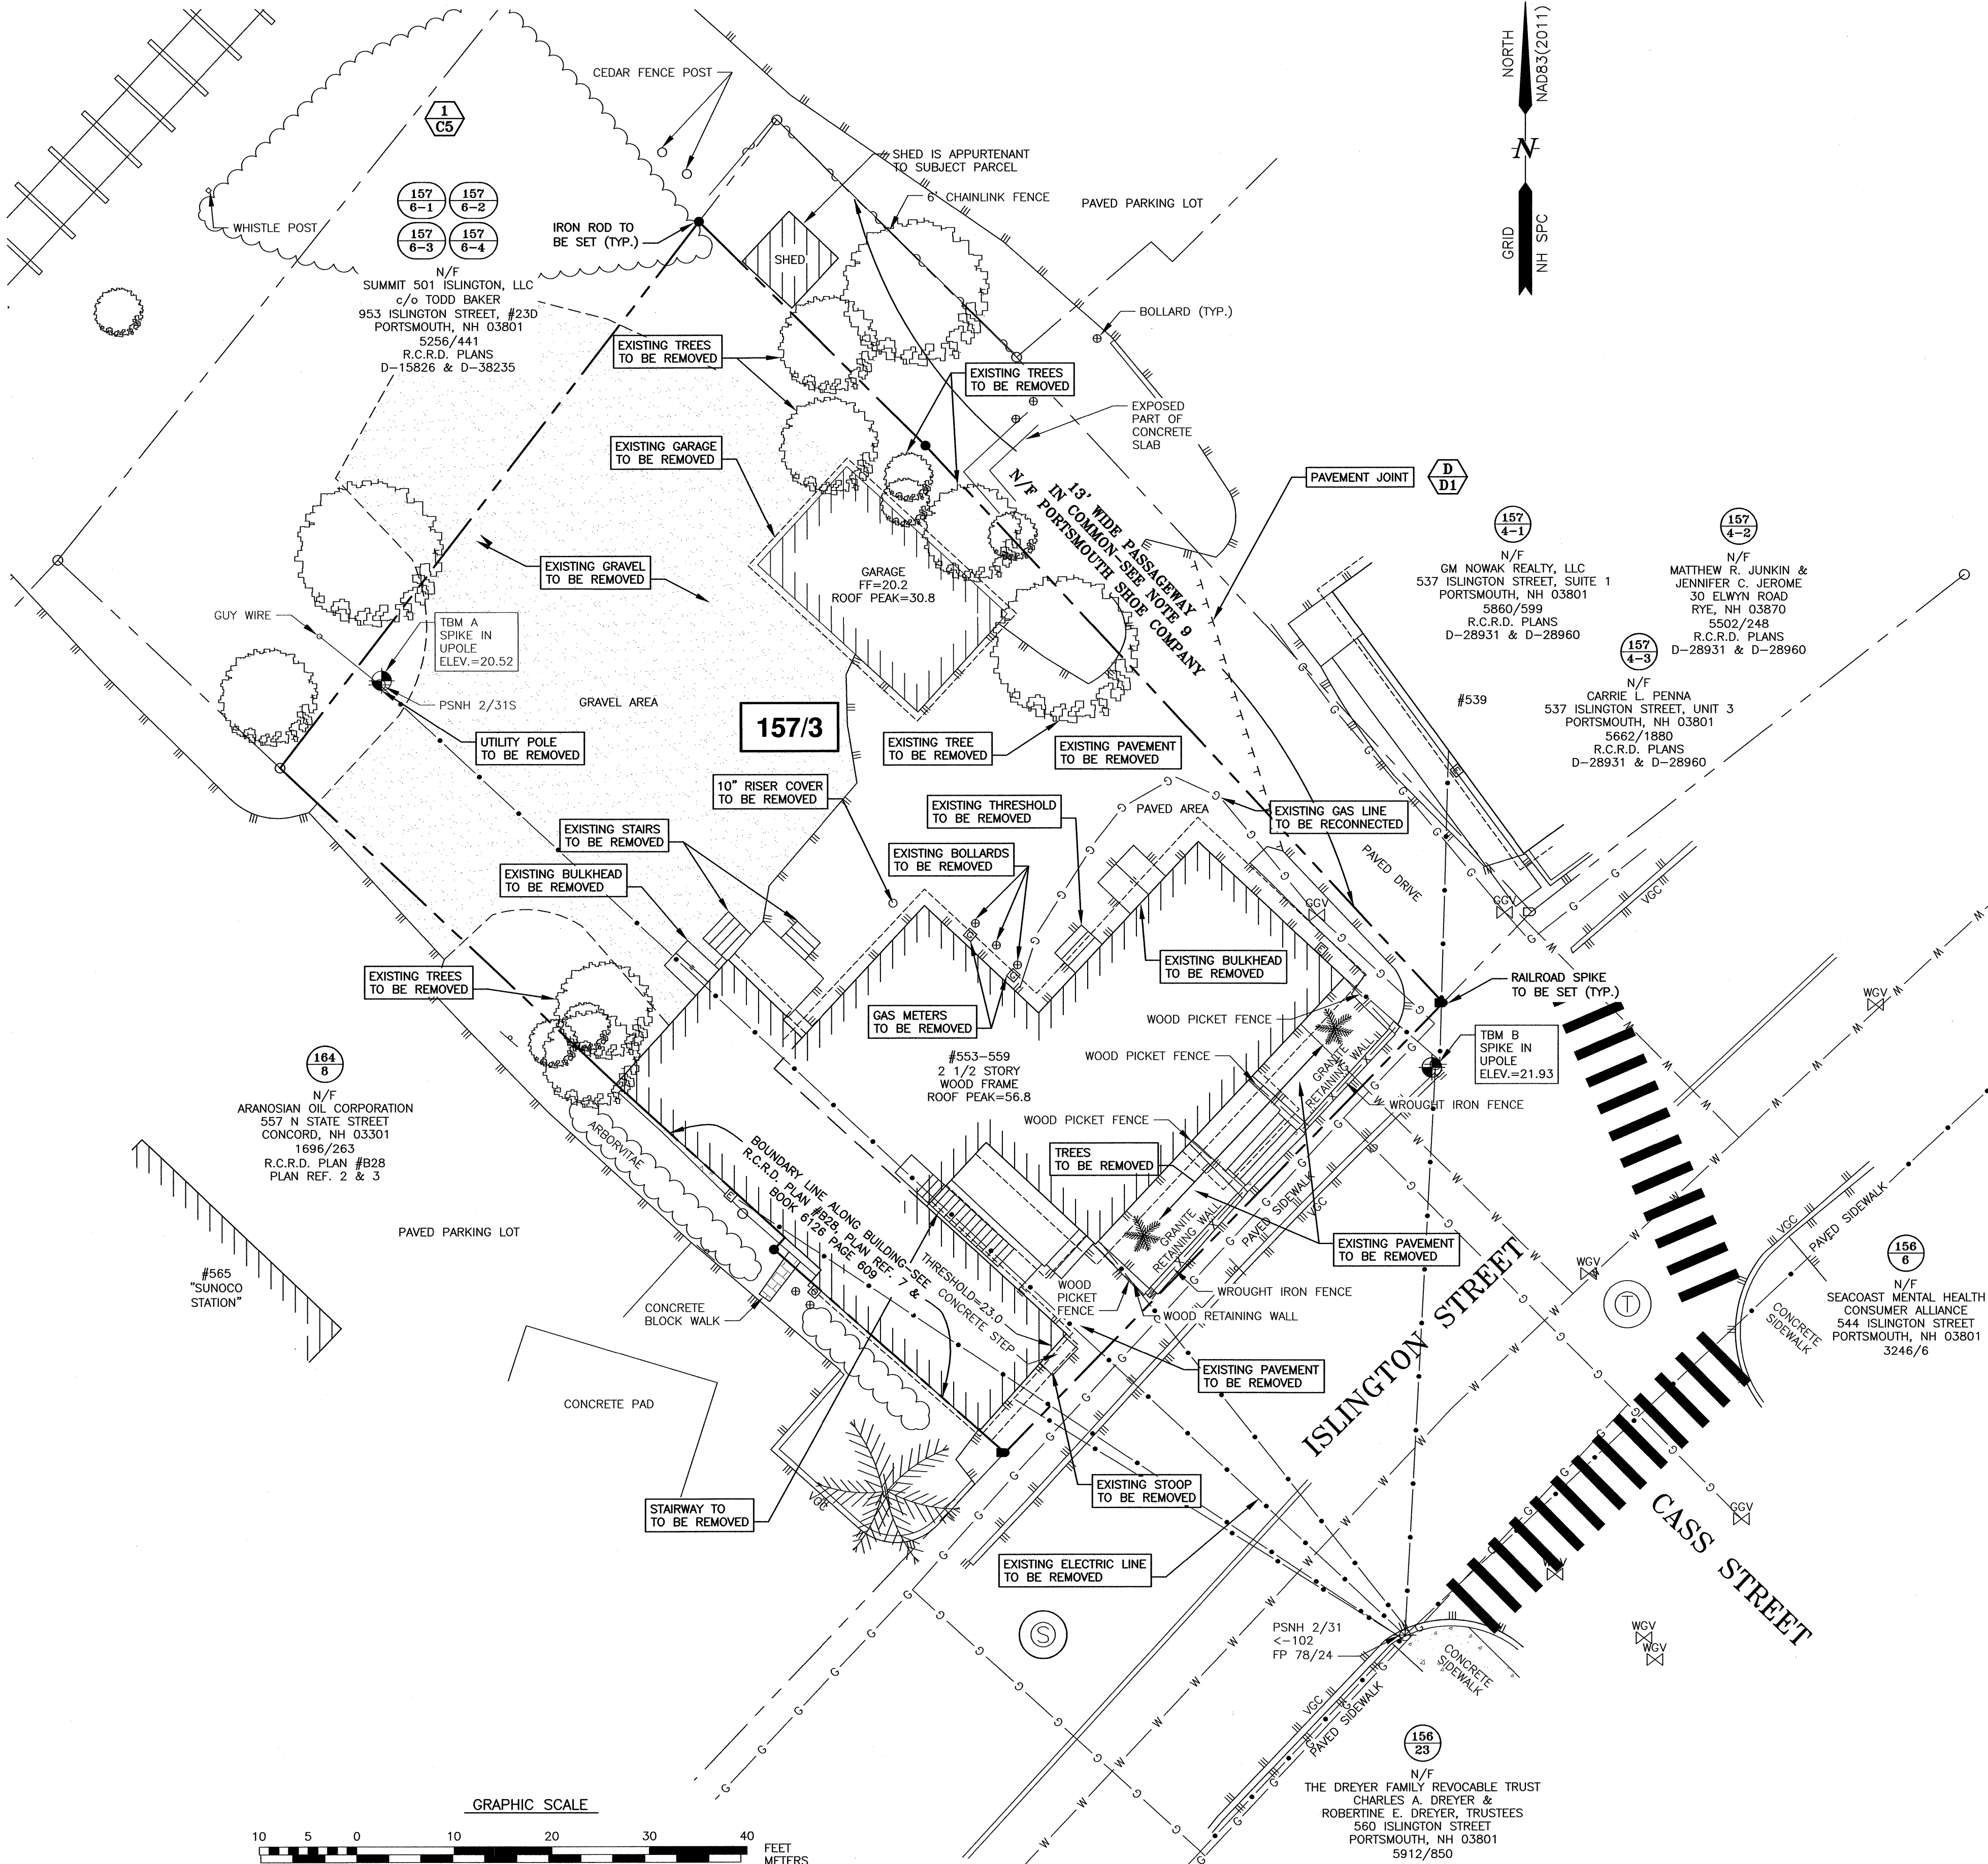 NORTH
NAD83(2011)
N
GRID
NH SPC
CEDAR FENCE POST
1
C5
SHED IS APPURTENANT
TO SUBJECT PARCEL
6' CHAINLINK FENCE
PAVED PARKING LOT
157
6-1
157
6-2
157
6-3
157
6-4
WHISTLE POST
IRON ROD TO
BE SET (TYP.)
SHED
N/F
SUMMIT 501 ISLINGTON, LLC
c/o TODD BAKER
953 ISLINGTON STREET, #23D
PORTSMOUTH, NH 03801
5256/441
R.C.R.D. PLANS
D-15826 & D-38235
BOLLARD (TYP.)
EXISTING TREES
TO BE REMOVED
EXISTING TREES
TO BE REMOVED
EXPOSED
PART OF
CONCRETE
SLAB
EXISTING GARAGE
TO BE REMOVED
PAVEMENT JOINT
D
D1
13' WIDE PASSAGEWAY
IN COMMON-SEE NOTE 9
N/F PORTSMOUTH SHOE COMPANY
157
4-1
N/F
GM NOWAK REALTY, LLC
537 ISLINGTON STREET, SUITE 1
PORTSMOUTH, NH 03801
5860/599
R.C.R.D. PLANS
D-28931 & D-28960
157
4-2
N/F
MATTHEW R. JUNKIN &
JENNIFER C. JEROME
30 ELWYN ROAD
RYE, NH 03870
5502/248
R.C.R.D. PLANS
D-28931 & D-28960
EXISTING GRAVEL
TO BE REMOVED
GARAGE
FF=20.2
ROOF PEAK=30.8
GUY WIRE
TBM A
SPIKE IN
UPOLE
ELEV.=20.52
157
4-3
N/F
CARRIE L. PENNA
537 ISLINGTON STREET, UNIT 3
PORTSMOUTH, NH 03801
5662/1880
R.C.R.D. PLANS
D-28931 & D-28960
#539
PSNH 2/31S
GRAVEL AREA
157/3
UTILITY POLE
TO BE REMOVED
EXISTING TREE
TO BE REMOVED
EXISTING PAVEMENT
TO BE REMOVED
10" RISER COVER
TO BE REMOVED
EXISTING THRESHOLD
TO BE REMOVED
PAVED AREA
EXISTING GAS LINE
TO BE RECONNECTED
EXISTING STAIRS
TO BE REMOVED
EXISTING BOLLARDS
TO BE REMOVED
PAVED DRIVE
EXISTING BULKHEAD
TO BE REMOVED
GGV
GGV
VGC
EXISTING TREES
TO BE REMOVED
EXISTING BULKHEAD
TO BE REMOVED
RAILROAD SPIKE
TO BE SET (TYP.)
WGV
GAS METERS
TO BE REMOVED
WOOD PICKET FENCE
TBM B
SPIKE IN
UPOLE
ELEV.=21.93
#553-559
2 1/2 STORY
WOOD FRAME
ROOF PEAK=56.8
WOOD PICKET FENCE
GRANITE
RETAINING WALL
WROUGHT IRON FENCE
164
8
N/F
ARANOSIAN OIL CORPORATION
557 N STATE STREET
CONCORD, NH 03301
1696/263
R.C.R.D. PLAN #B28
PLAN REF. 2 & 3
ARBORVITAE
WOOD PICKET FENCE
TREES
TO BE REMOVED
BOUNDARY LINE ALONG BUILDING-SEE
R.C.R.D. PLAN #B28, PLAN REF. 7 &
BOOK 6126 PAGE 609
PAVED SIDEWALK
VGC
GRANITE
RETAINING WALL
EXISTING PAVEMENT
TO BE REMOVED
VGC
PAVED SIDEWALK
PAVED PARKING LOT
#565
"SUNOCO
STATION"
THRESHOLD=23.0
CONCRETE STEP
WOOD
PICKET
FENCE
WROUGHT IRON FENCE
WOOD RETAINING WALL
WGV
T
156
6
N/F
SEACOAST MENTAL HEALTH
CONSUMER ALLIANCE
544 ISLINGTON STREET
PORTSMOUTH, NH 03801
3246/6
CONCRETE
SIDEWALK
CONCRETE
BLOCK WALK
ISLINGTON STREET
EXISTING PAVEMENT
TO BE REMOVED
CONCRETE PAD
VGC
EXISTING STOOP
TO BE REMOVED
STAIRWAY TO
TO BE REMOVED
GGV
CASS STREET
EXISTING ELECTRIC LINE
TO BE REMOVED
S
PSNH 2/31
<-102
FP 78/24
WGV
WGV
CONCRETE
SIDEWALK
VGC
PAVED SIDEWALK
156
23
N/F
THE DREYER FAMILY REVOCABLE TRUST
CHARLES A. DREYER &
ROBERTINE E. DREYER, TRUSTEES
560 ISLINGTON STREET
PORTSMOUTH, NH 03801
5912/850
GRAPHIC SCALE
10 5 0 10 20 30 40
FEET
METERS